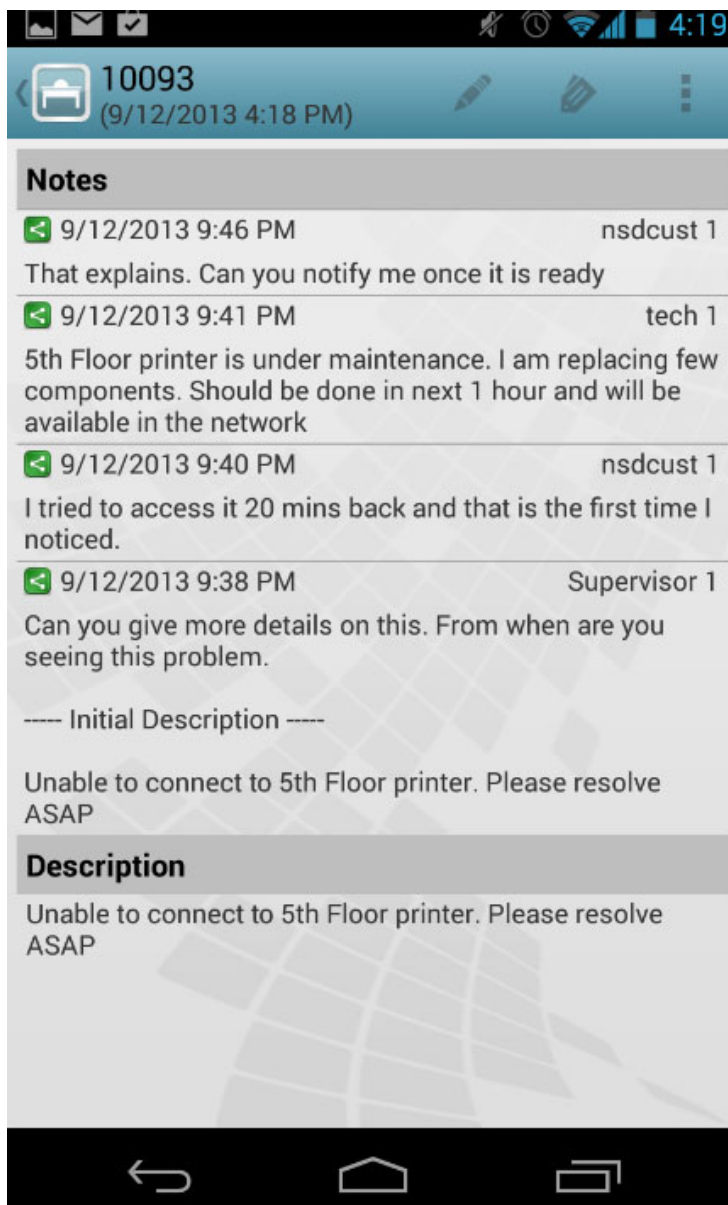 4:19
10093
(9/12/2013 4:18 PM)
Notes
9/12/2013 9:46 PM nsdcust 1
That explains. Can you notify me once it is ready
9/12/2013 9:41 PM tech 1
5th Floor printer is under maintenance. I am replacing few
components. Should be done in next 1 hour and will be
available in the network
9/12/2013 9:40 PM nsdcust 1
I tried to access it 20 mins back and that is the first time I
noticed.
9/12/2013 9:38 PM Supervisor 1
Can you give more details on this. From when are you
seeing this problem.
----- Initial Description -----
Unable to connect to 5th Floor printer. Please resolve
ASAP
Description
Unable to connect to 5th Floor printer. Please resolve
ASAP